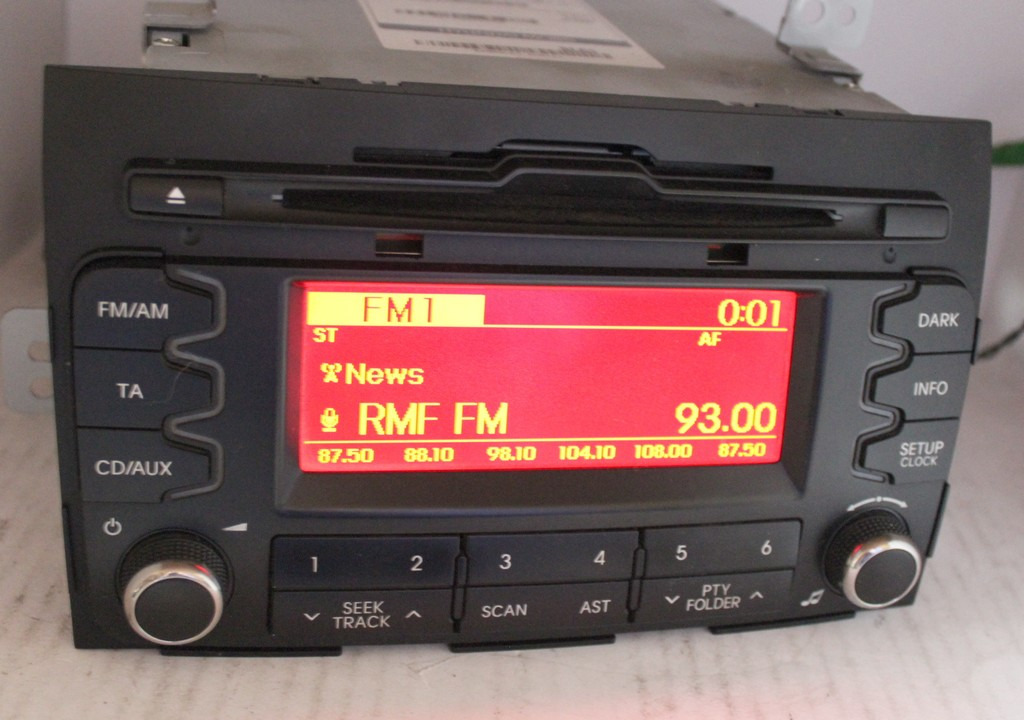 FM/AM
TA
CD/AUX
FM1
0:01
ST
AF
News
RMF FM
93.00
87.50 88.10 98.10 104.10 108.00 87.50
DARK
INFO
SETUP
CLOCK
1 2 3 4 5 6
SEEK
TRACK
SCAN
AST
PTY
FOLDER